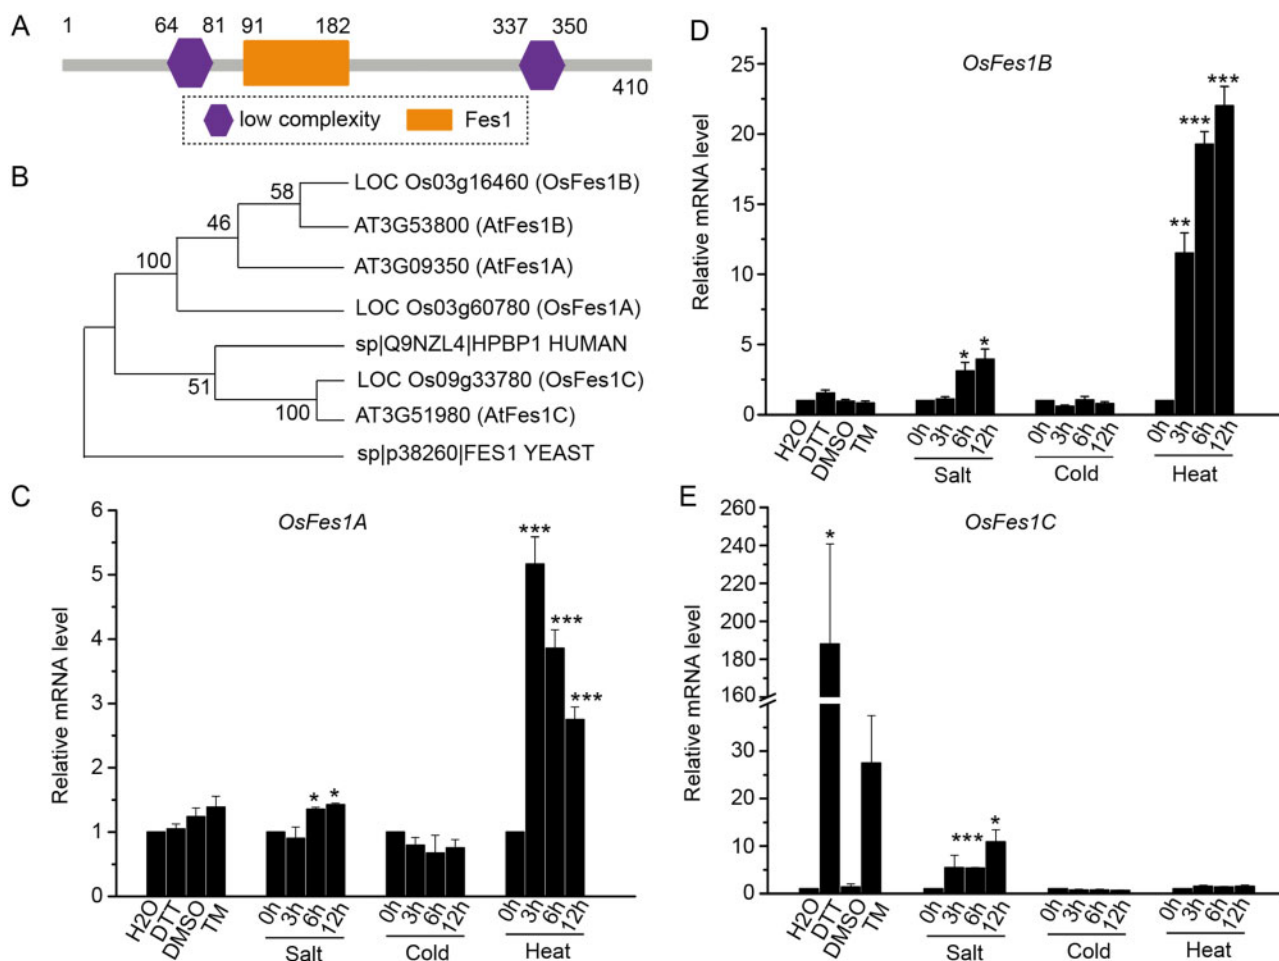 A
1 64 81 91 182 337 350
410
low complexity Fes1
B
LOC Os03g16460 (OsFes1B)
58
AT3G53800 (AtFes1B)
46
AT3G09350 (AtFes1A)
100
LOC Os03g60780 (OsFes1A)
sp|Q9NZL4|HPBP1 HUMAN
51
LOC Os09g33780 (OsFes1C)
100
AT3G51980 (AtFes1C)
sp|p38260|FES1 YEAST
C
OsFes1A
Relative mRNA level
6
5
4
3
2
1
0
* * *** *** ***
H2O DTT DMSO TM 0h 3h 6h 12h 0h 3h 6h 12h 0h 3h 6h 12h
Salt Cold Heat
D
OsFes1B
Relative mRNA level
25
20
15
10
5
0
* * ** *** ***
H2O DTT DMSO TM 0h 3h 6h 12h 0h 3h 6h 12h 0h 3h 6h 12h
Salt Cold Heat
E
OsFes1C
Relative mRNA level
260
240
220
200
180
160
30
20
10
0
* *** *
H2O DTT DMSO TM 0h 3h 6h 12h 0h 3h 6h 12h 0h 3h 6h 12h
Salt Cold Heat